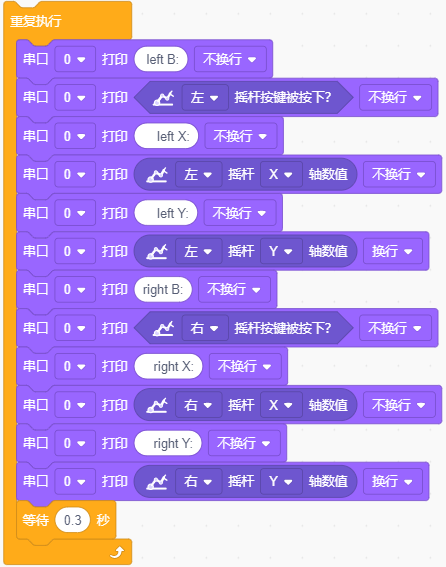 重复执行
串口 0 打印 left B: 不换行
串口 0 打印 左 摇杆按键被按下? 不换行
串口 0 打印 left X: 不换行
串口 0 打印 左 摇杆 X 轴数值 不换行
串口 0 打印 left Y: 不换行
串口 0 打印 左 摇杆 Y 轴数值 换行
串口 0 打印 right B: 不换行
串口 0 打印 右 摇杆按键被按下? 不换行
串口 0 打印 right X: 不换行
串口 0 打印 右 摇杆 X 轴数值 不换行
串口 0 打印 right Y: 不换行
串口 0 打印 右 摇杆 Y 轴数值 换行
等待 0.3 秒